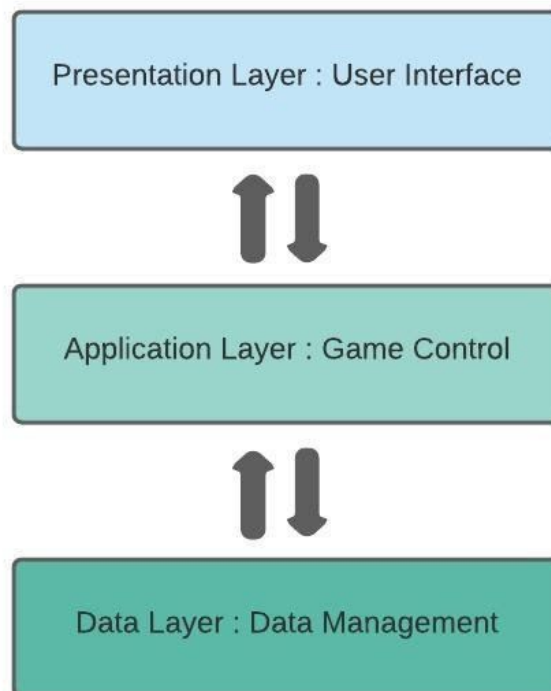 Presentation Layer : User Interface
Application Layer : Game Control
Data Layer : Data Management